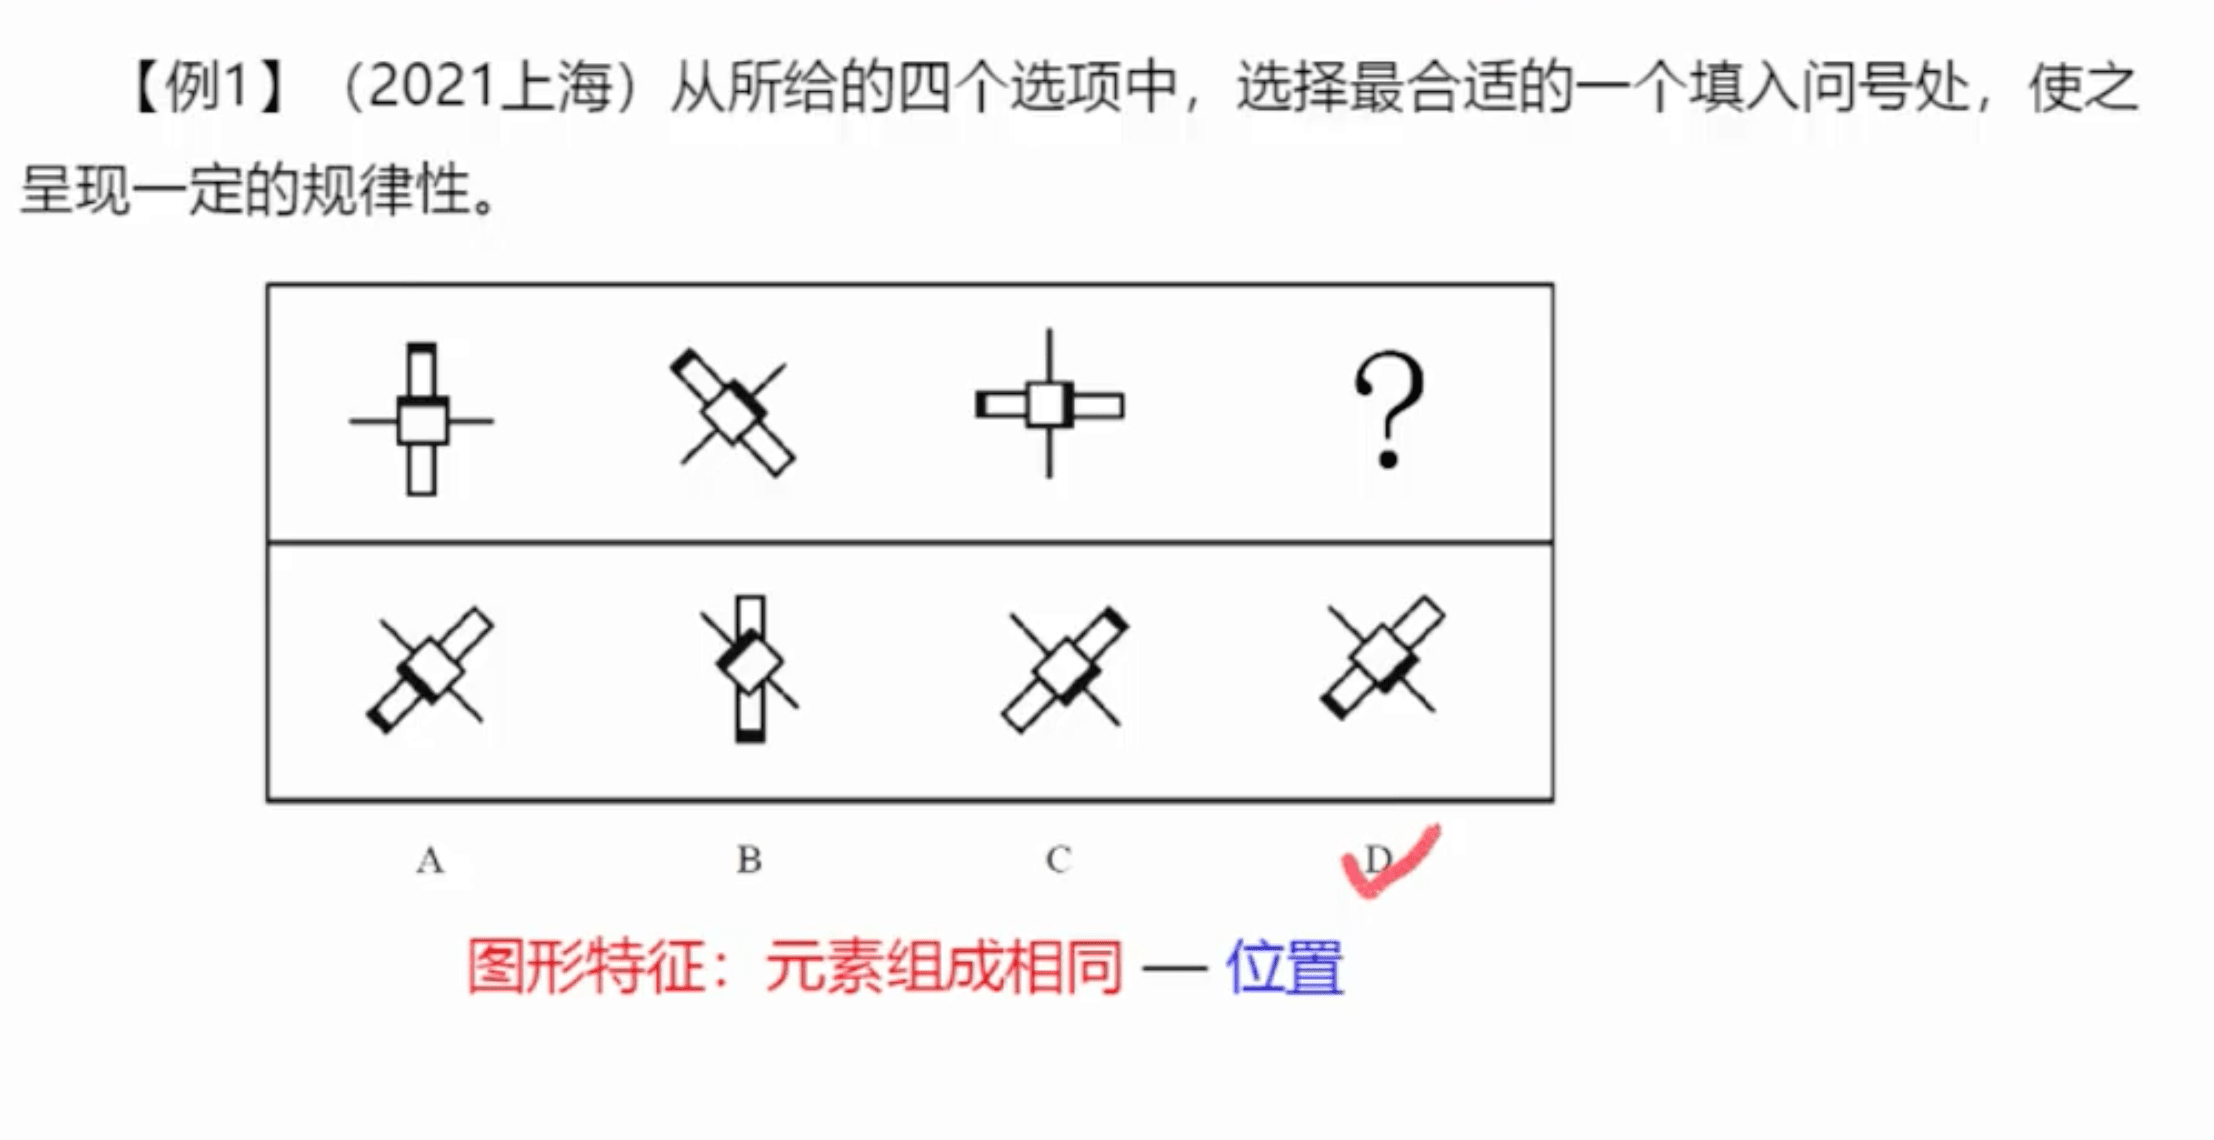 【例1】（2021上海）从所给的四个选项中，选择最合适的一个填入问号处，使之
呈现一定的规律性。
?
A B C D
图形特征：元素组成相同 — 位置